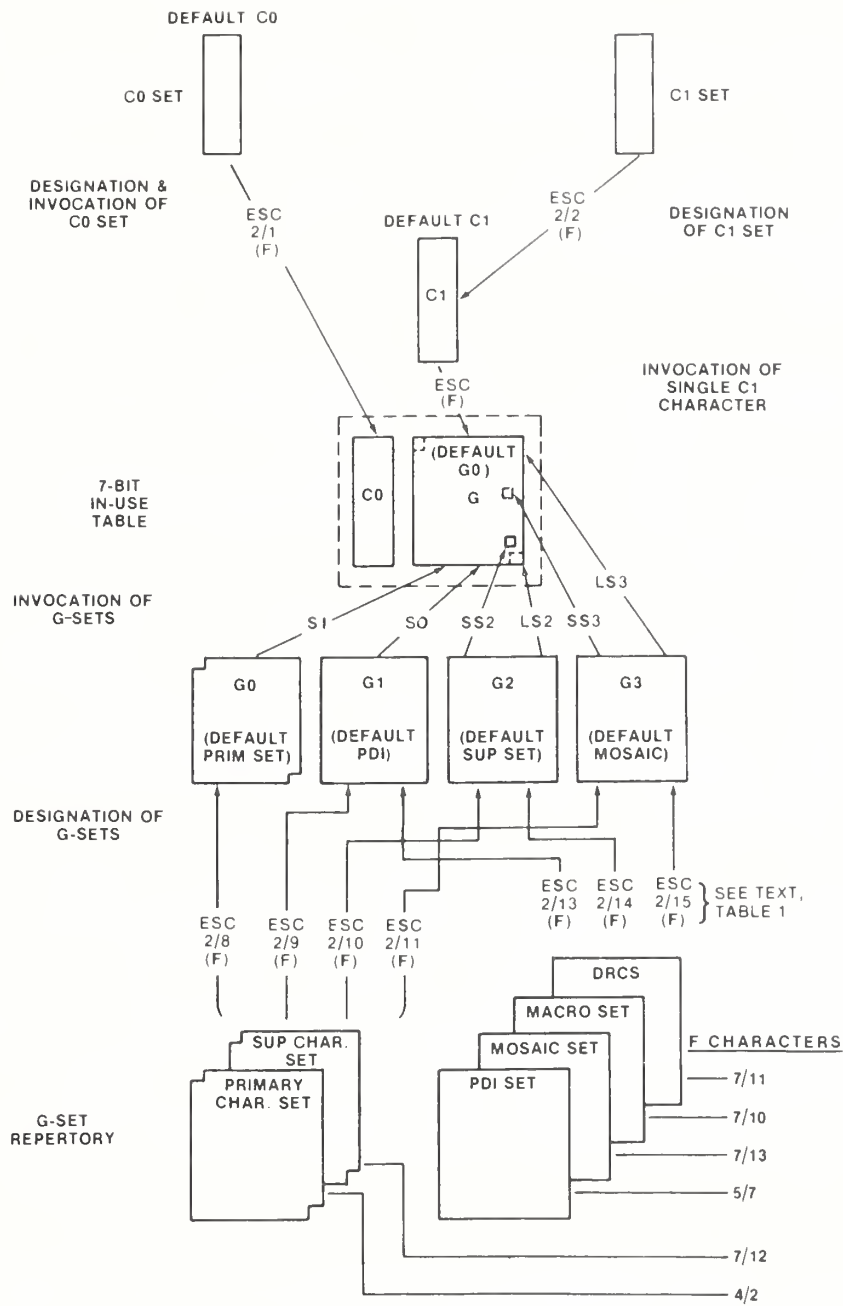 DEFAULT C0
C0 SET
C1 SET
DESIGNATION &
INVOCATION OF
C0 SET
ESC
2/1
(F)
DEFAULT C1
ESC
2/2
(F)
DESIGNATION
OF C1 SET
C1
ESC
(F)
INVOCATION OF
SINGLE C1
CHARACTER
7-BIT
IN-USE
TABLE
C0
(DEFAULT
G0)
G
INVOCATION OF
G-SETS
SI
SO
SS2
LS2
SS3
LS3
G0
(DEFAULT
PRIM SET)
G1
(DEFAULT
PDI)
G2
(DEFAULT
SUP SET)
G3
(DEFAULT
MOSAIC)
DESIGNATION OF
G-SETS
ESC
2/8
(F)
ESC
2/9
(F)
ESC
2/10
(F)
ESC
2/11
(F)
ESC
2/13
(F)
ESC
2/14
(F)
ESC
2/15
(F)
SEE TEXT,
TABLE 1
G-SET
REPERTORY
SUP CHAR.
SET
PRIMARY
CHAR. SET
DRCS
MACRO SET
MOSAIC SET
PDI SET
F CHARACTERS
7/11
7/10
7/13
5/7
7/12
4/2